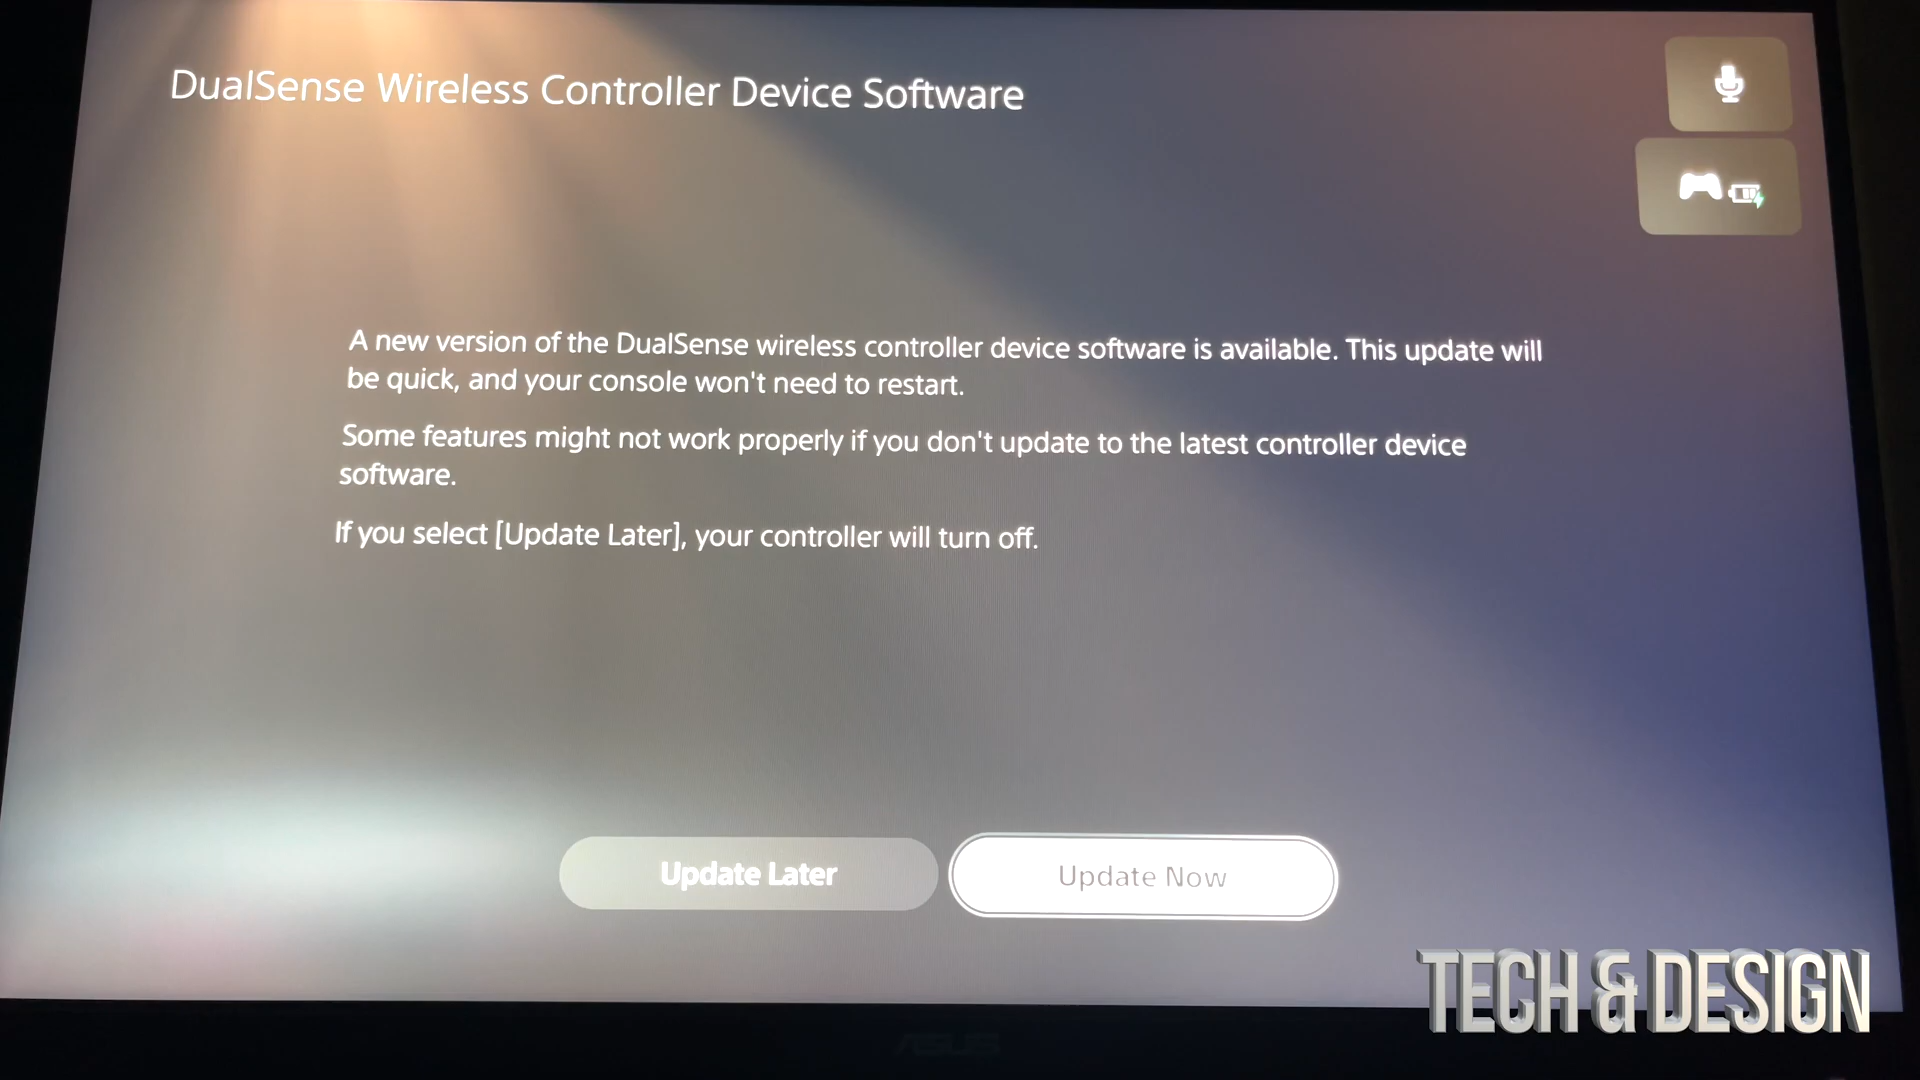 DualSense Wireless Controller Device Software
A new version of the DualSense wireless controller device software is available. This update will
be quick, and your console won't need to restart.
Some features might not work properly if you don't update to the latest controller device
software.
If you select [Update Later], your controller will turn off.
Update Later
Update Now
TECH & DESIGN
ASUS